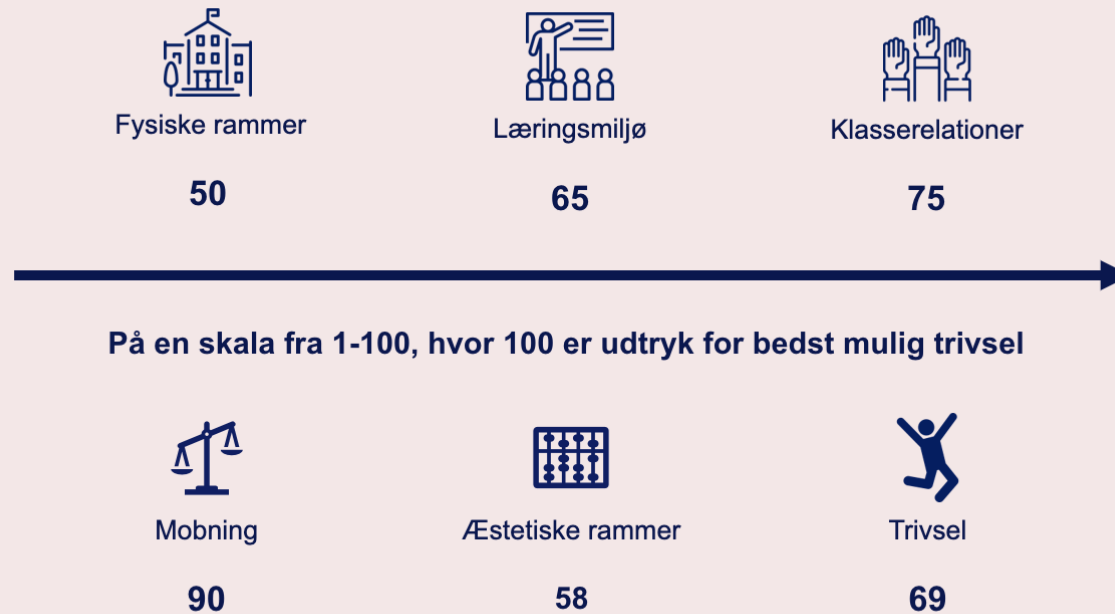 Fysiske rammer
Læringsmiljø
Klasserelationer
50
65
75
På en skala fra 1-100, hvor 100 er udtryk for bedst mulig trivsel
Mobning
Æstetiske rammer
Trivsel
90
58
69